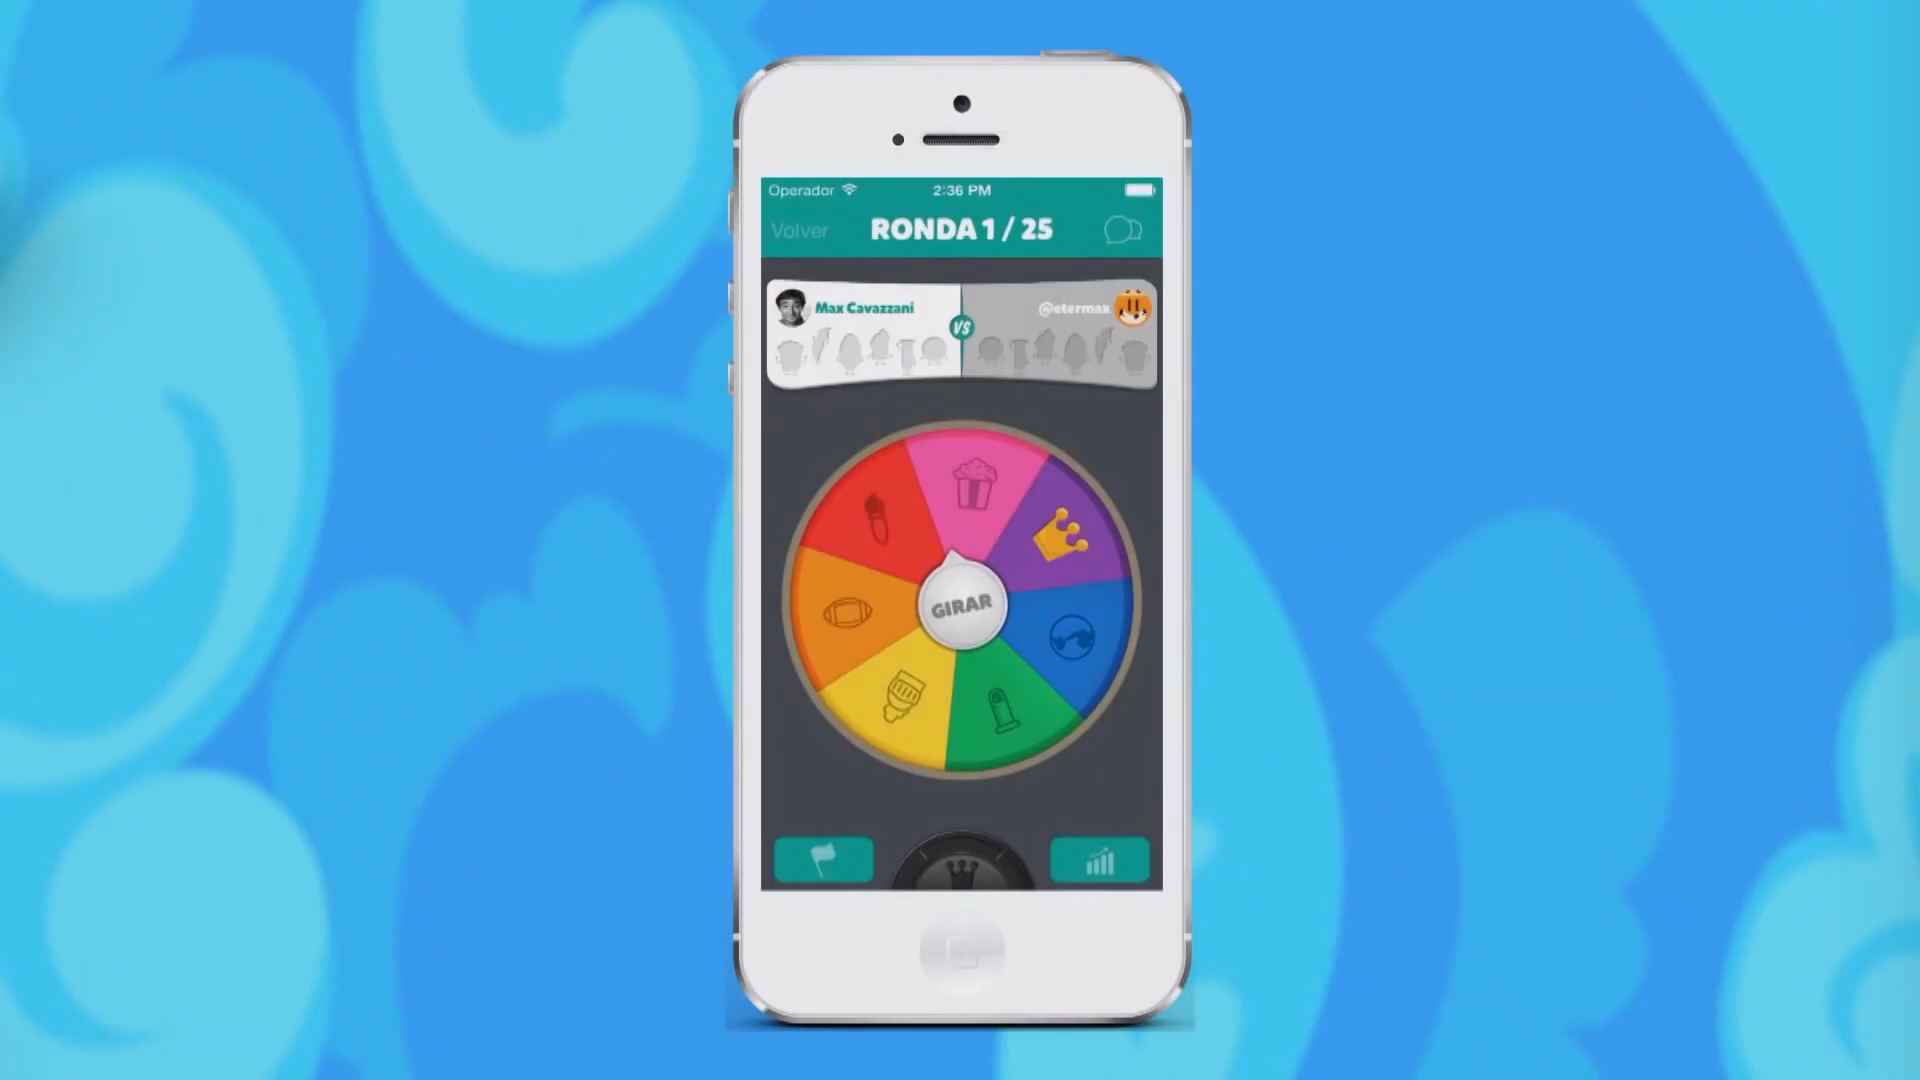 Operador 2:36 PM
Volver RONDA 1 / 25
Max Cavazzani VS @etermax
GIRAR